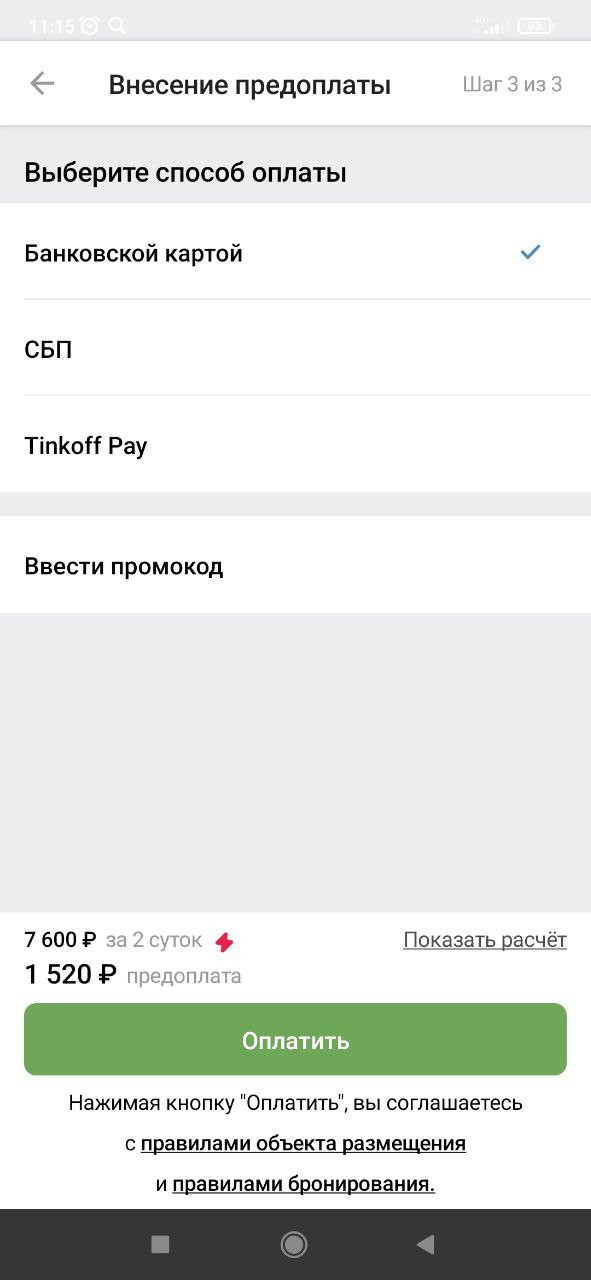 11:15
93
Внесение предоплаты Шаг 3 из 3
Выберите способ оплаты
Банковской картой
СБП
Tinkoff Pay
Ввести промокод
7 600 ₽ за 2 суток Показать расчёт
1 520 ₽ предоплата
Оплатить
Нажимая кнопку "Оплатить", вы соглашаетесь
с правилами объекта размещения
и правилами бронирования.